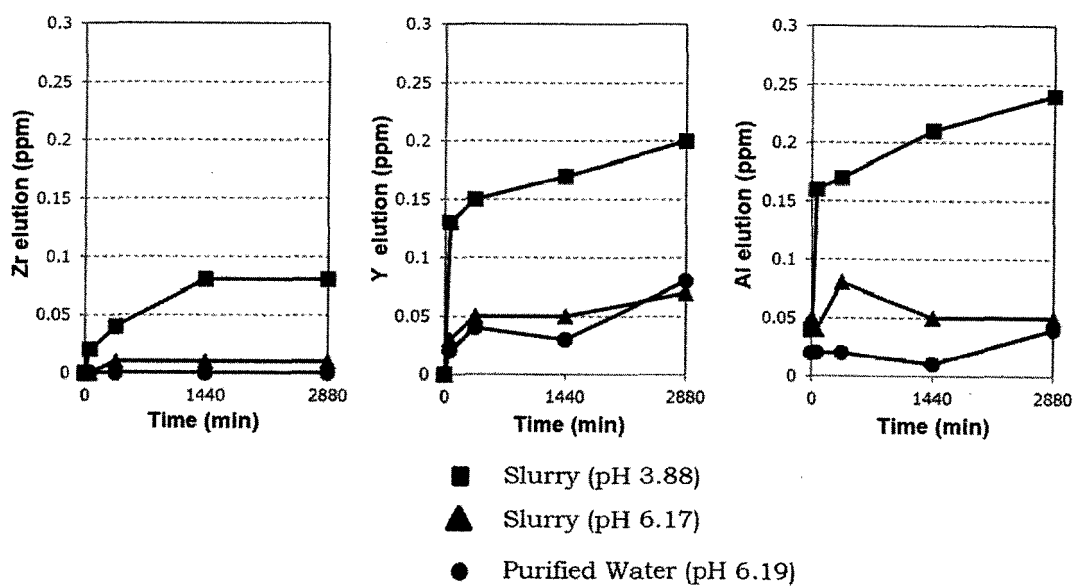 0.3
0.25
0.2
0.15
0.1
0.05
0
Zr elution (ppm)
0 1440 2880
Time (min)
0.3
0.25
0.2
0.15
0.1
0.05
0
Y elution (ppm)
0 1440 2880
Time (min)
0.3
0.25
0.2
0.15
0.1
0.05
0
Al elution (ppm)
0 1440 2880
Time (min)
Slurry (pH 3.88)
Slurry (pH 6.17)
Purified Water (pH 6.19)